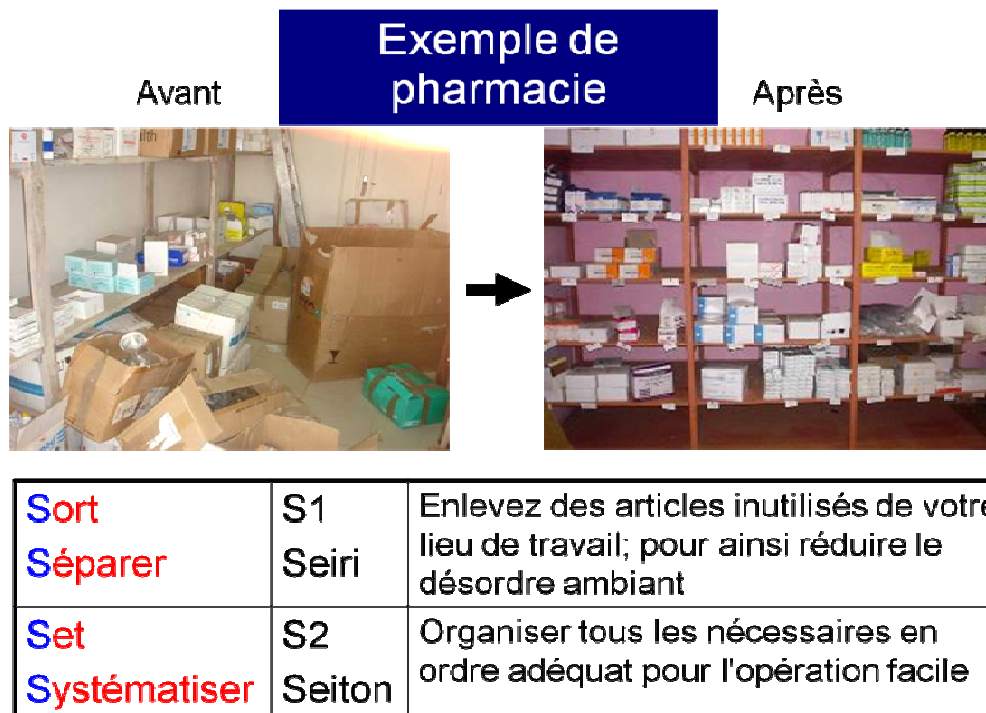 Exemple de
pharmacie
Avant
Après
Sort
Séparer
S1
Seiri
Enlevez des articles inutilisés de votre
lieu de travail; pour ainsi réduire le
désordre ambiant
Set
Systématiser
S2
Seiton
Organiser tous les nécessaires en
ordre adéquat pour l'opération facile